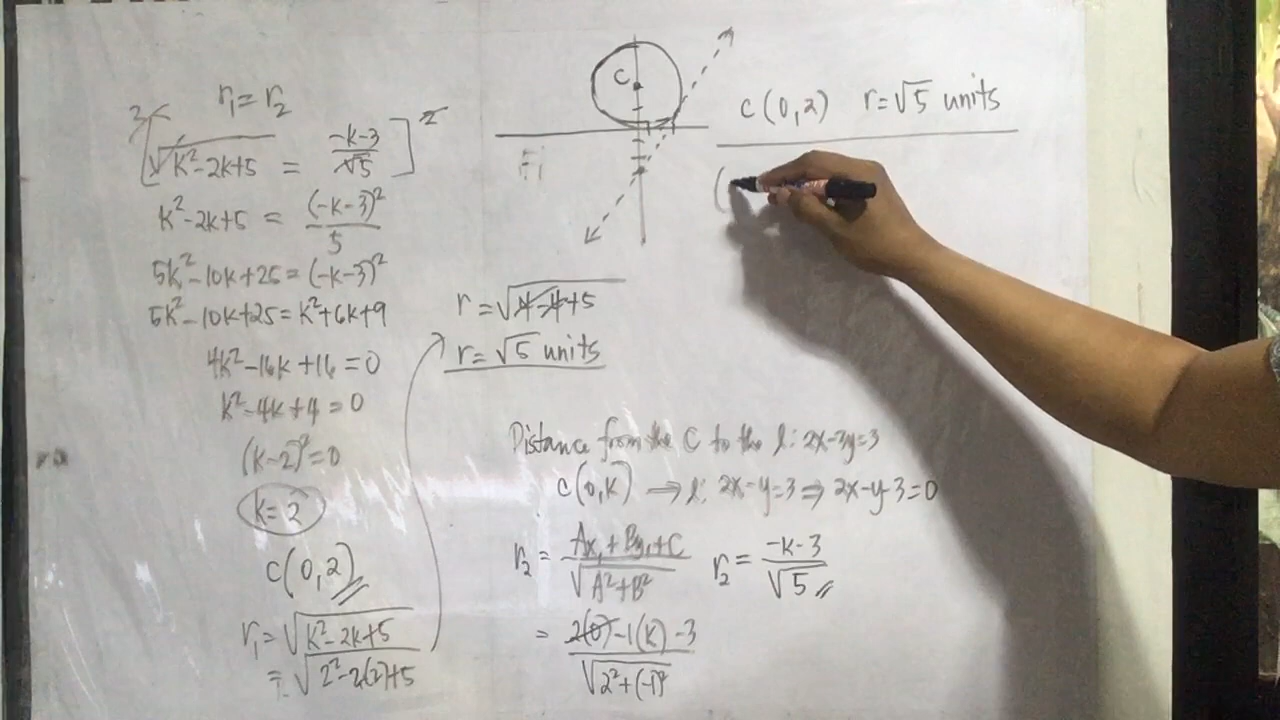 r₁ = r₂
[√K²-2K+5 = -K-3/√5]²
K²-2K+5 = (-K-3)²/5
5K²-10K+25 = (-K-3)²
5K²-10K+25 = K²+6K+9
4K²-16K+16 = 0
K²-4K+4 = 0
(K-2)² = 0
K = 2
C(0,2)
r₁ = √K²-2K+5
= √2²-2(2)+5
C
r = √4-4+5
r = √5 units
C(0,2) r = √5 units
(
Distance from the C to the l: 2x-3y=3
C(0,K) → l: 2x-y=3 ⇒ 2x-y-3=0
r₂ = Ax₁+By₁+C/√A²+B² r₂ = -K-3/√5
= 2(0)-1(K)-3/√2²+(-1)²